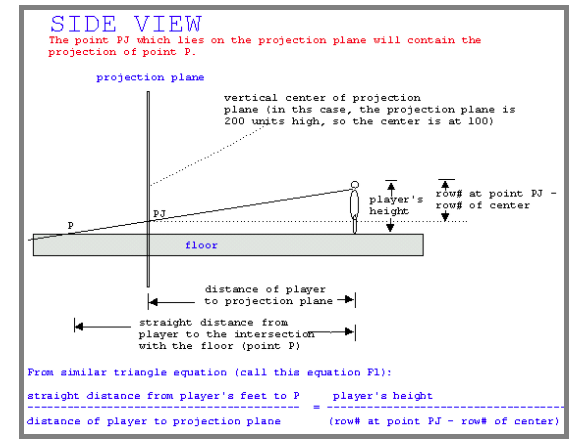 SIDE VIEW
The point PJ which lies on the projection plane will contain the
projection of point P.
projection plane
vertical center of projection
plane (in ths case, the projection plane is
200 units high, so the center is at 100)
PJ
P
player's
height
row# at point PJ -
row# of center
floor
distance of player
to projection plane
straight distance from
player to the intersection
with the floor (point P)
From similar triangle equation (call this equation F1):
straight distance from player's feet to P player's height
= 
distance of player to projection plane (row# at point PJ - row# of center)